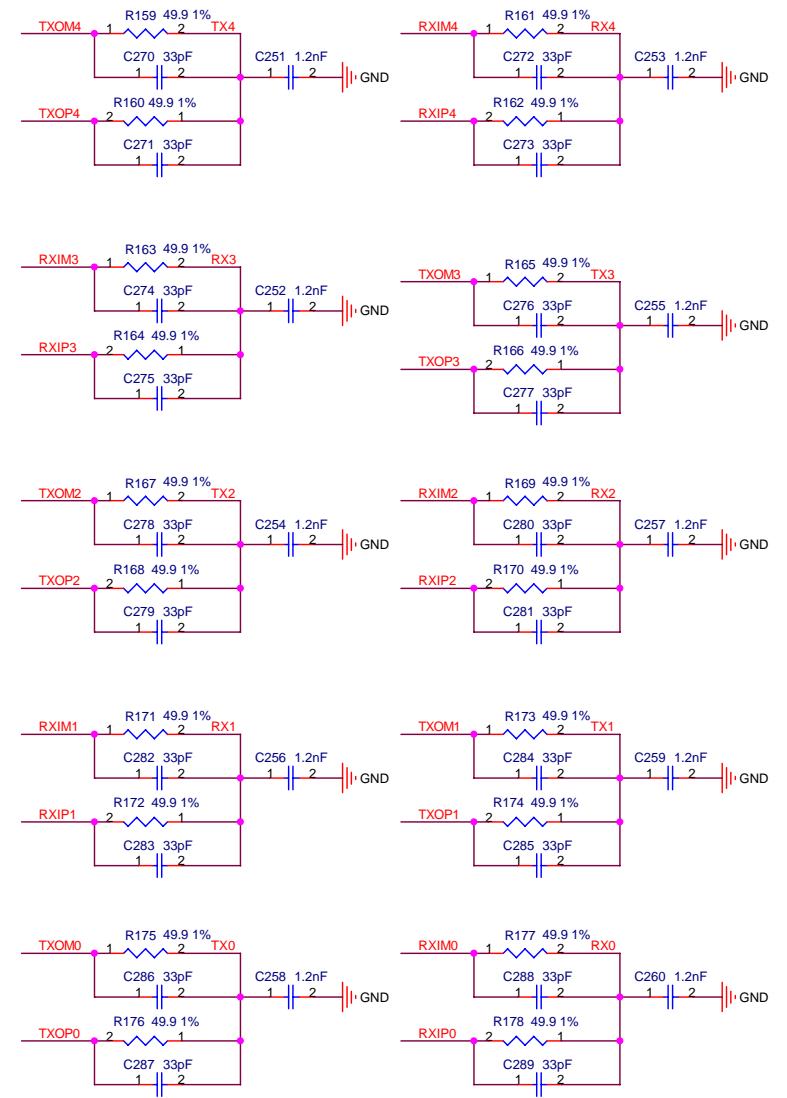 R159 49.9 1% R161 49.9 1%
TXOM4 1 2 TX4 RXIM4 1 2 RX4
C270 33pF C251 1.2nF C272 33pF C253 1.2nF
1 2 1 2 GND 1 2 1 2 GND
R160 49.9 1% R162 49.9 1%
TXOP4 2 1 RXIP4 2 1
C271 33pF C273 33pF
1 2 1 2
R163 49.9 1%
RXIM3 1 2 RX3
R165 49.9 1%
TXOM3 1 2 TX3
C274 33pF C252 1.2nF
1 2 1 2 GND
C276 33pF C255 1.2nF
1 2 1 2 GND
R164 49.9 1%
RXIP3 2 1
R166 49.9 1%
TXOP3 2 1
C275 33pF
1 2
C277 33pF
1 2
R167 49.9 1% R169 49.9 1%
TXOM2 1 2 TX2 RXIM2 1 2 RX2
C278 33pF C254 1.2nF C280 33pF C257 1.2nF
1 2 1 2 GND 1 2 1 2 GND
R168 49.9 1% R170 49.9 1%
TXOP2 2 1 RXIP2 2 1
C279 33pF C281 33pF
1 2 1 2
R171 49.9 1% R173 49.9 1%
RXIM1 1 2 RX1 TXOM1 1 2 TX1
C282 33pF C256 1.2nF C284 33pF C259 1.2nF
1 2 1 2 GND 1 2 1 2 GND
R172 49.9 1% R174 49.9 1%
RXIP1 2 1 TXOP1 2 1
C283 33pF C285 33pF
1 2 1 2
R175 49.9 1% R177 49.9 1%
TXOM0 1 2 TX0 RXIM0 1 2 RX0
C286 33pF C258 1.2nF C288 33pF C260 1.2nF
1 2 1 2 GND 1 2 1 2 GND
R176 49.9 1% R178 49.9 1%
TXOP0 2 1 RXIP0 2 1
C287 33pF C289 33pF
1 2 1 2